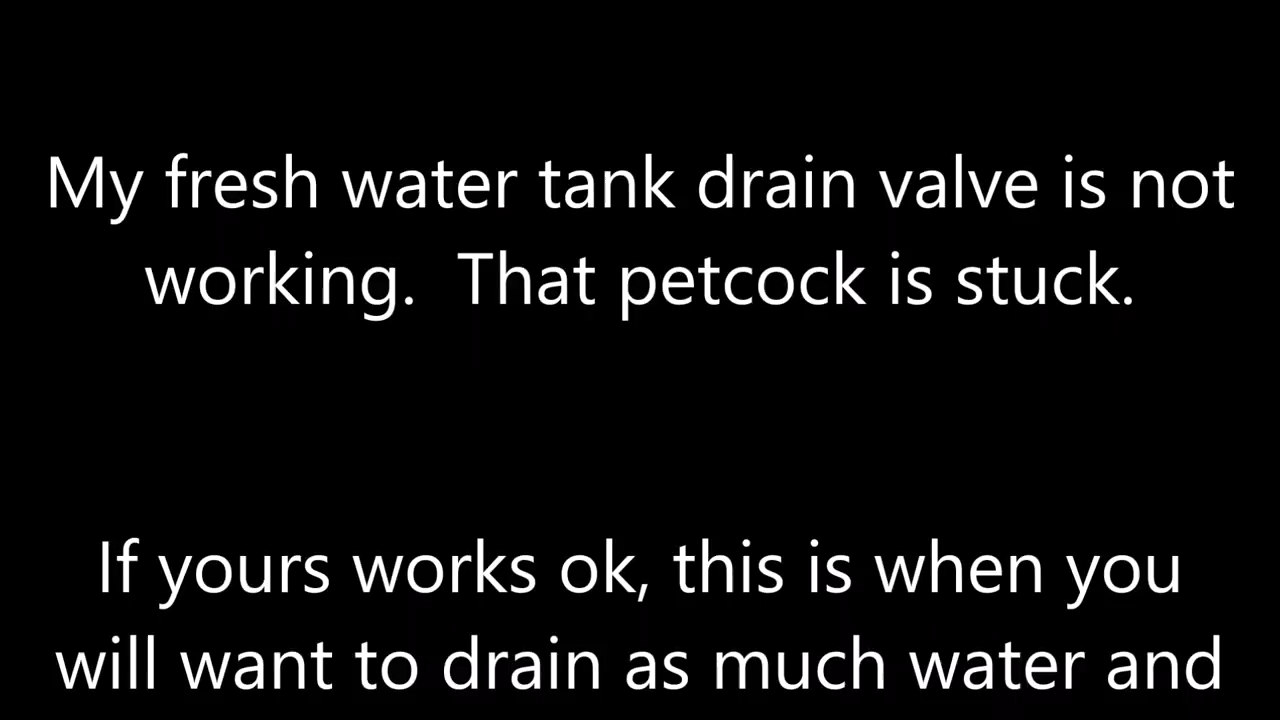 My fresh water tank drain valve is not
working.  That petcock is stuck.
If yours works ok, this is when you
will want to drain as much water and